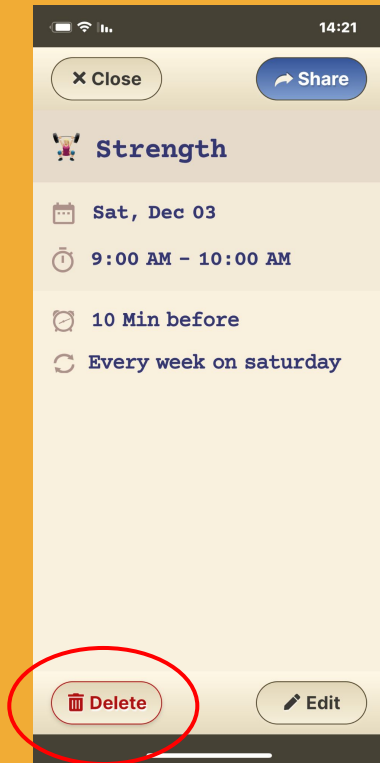 14:21
Close
Share
Strength
Sat, Dec 03
9:00 AM – 10:00 AM
10 Min before
Every week on saturday
Delete
Edit